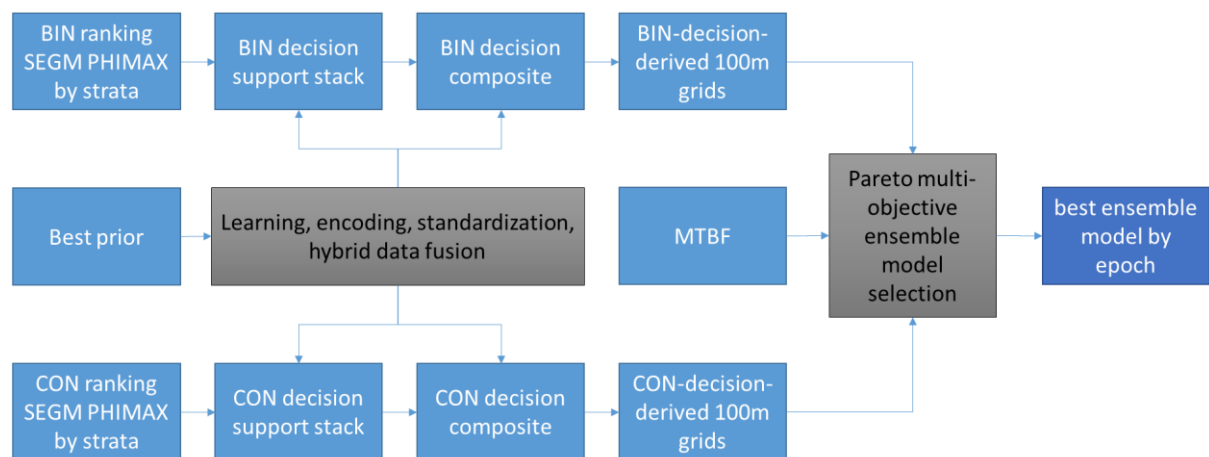 BIN ranking
SEGM PHIMAX
by strata
BIN decision
support stack
BIN decision
composite
BIN-decision-
derived 100m
grids
Best prior
Learning, encoding, standardization,
hybrid data fusion
MTBF
Pareto multi-
objective
ensemble
model
selection
best ensemble
model by
epoch
CON ranking
SEGM PHIMAX
by strata
CON decision
support stack
CON decision
composite
CON-decision-
derived 100m
grids